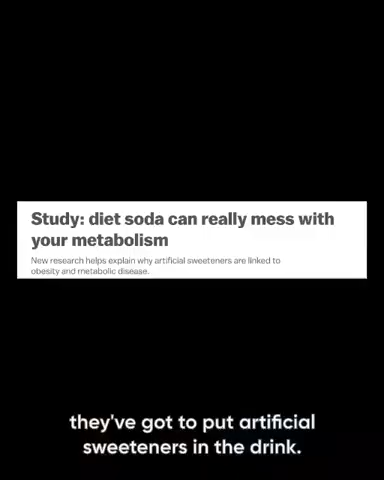 Study: diet soda can really mess with
your metabolism
New research helps explain why artificial sweeteners are linked to
obesity and metabolic disease.
they've got to put artificial
sweeteners in the drink.